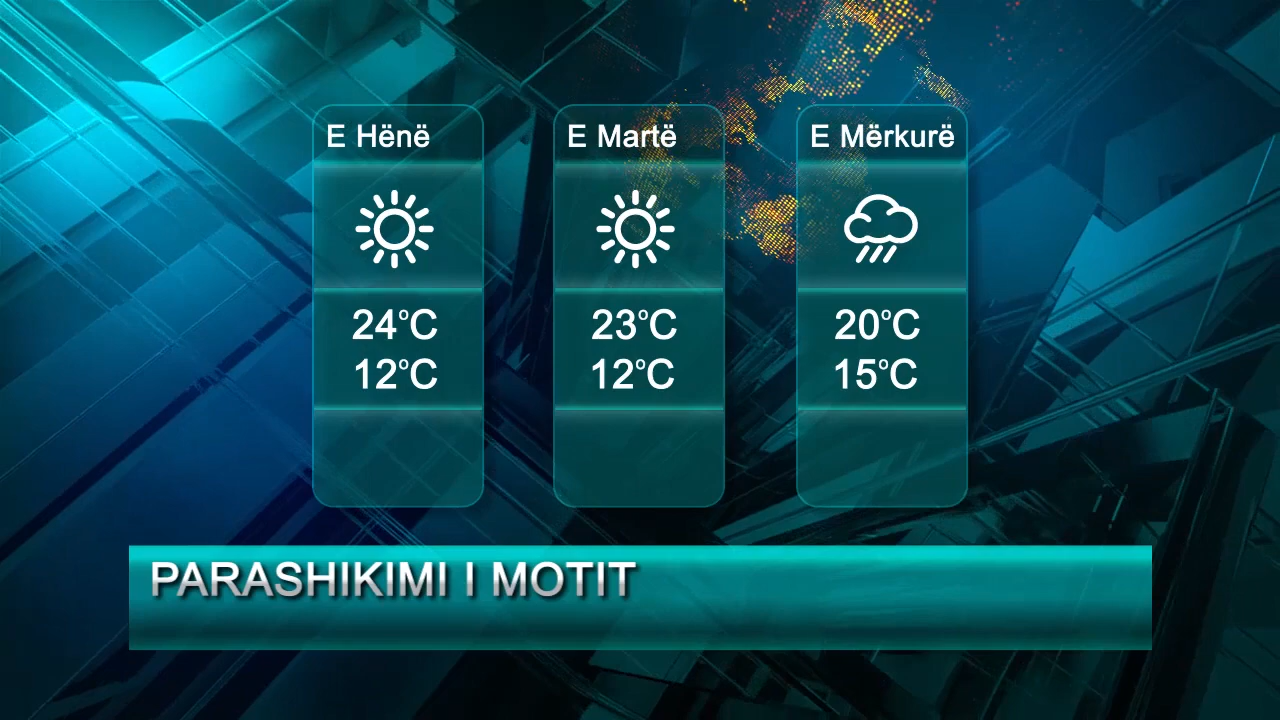 E Hënë
24°C
12°C
E Martë
23°C
12°C
E Mërkurë
20°C
15°C
PARASHIKIMI I MOTIT